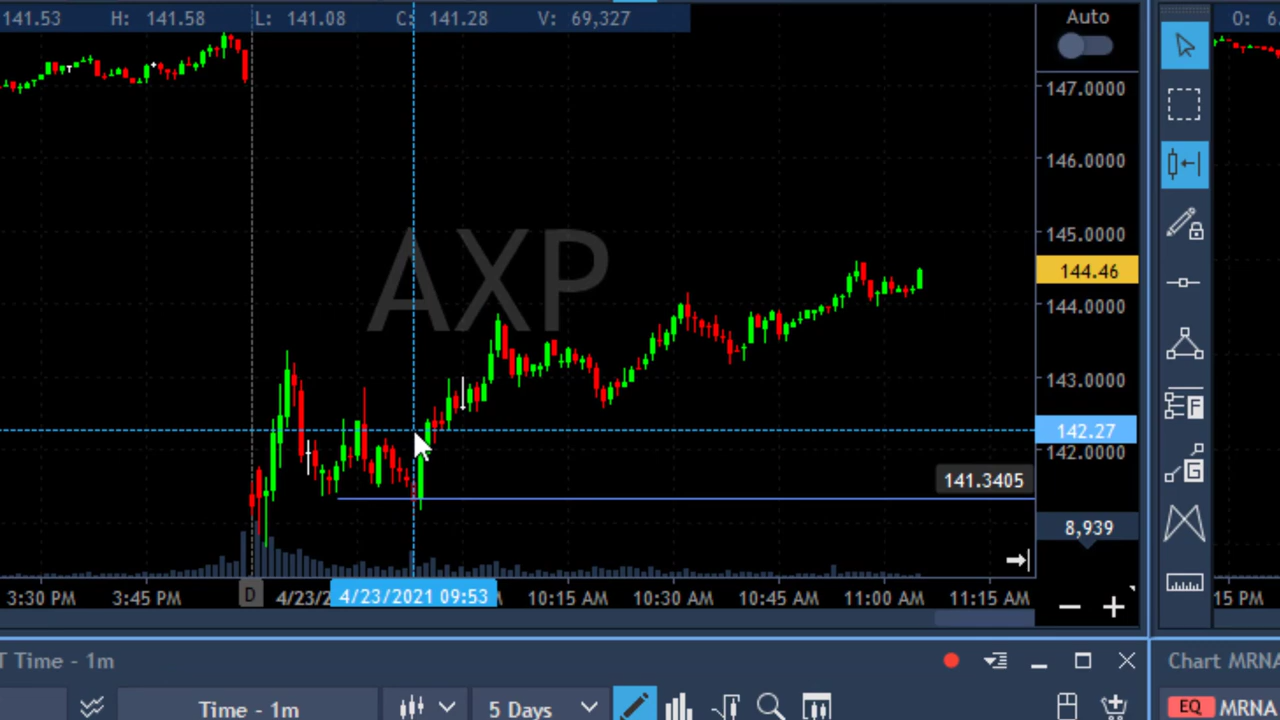 141.53 H: 141.58 L: 141.08 C: 141.28 V: 69,327
Auto
O: 6.
147.0000
146.0000
145.0000
AXP
144.46
144.0000
143.0000
142.27
142.0000
141.3405
8,939
F
G
3:30 PM 3:45 PM D 4/23/2 4/23/2021 09:53 10:15 AM 10:30 AM 10:45 AM 11:00 AM 11:15 AM
15 PM
T Time - 1m
Chart MRNA
Time - 1m
5 Days
EQ MRNA